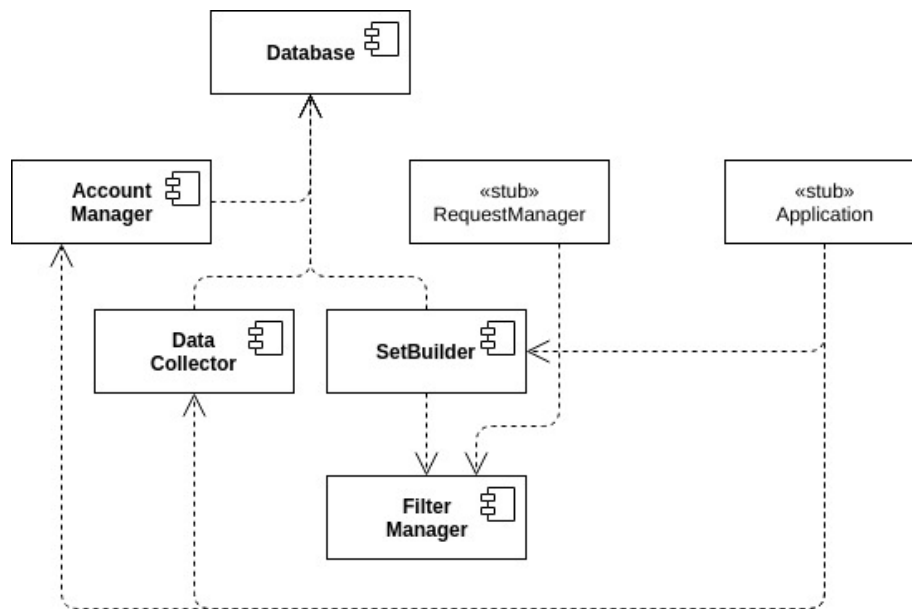 Database
Account
Manager
«stub»
RequestManager
«stub»
Application
Data
Collector
SetBuilder
Filter
Manager